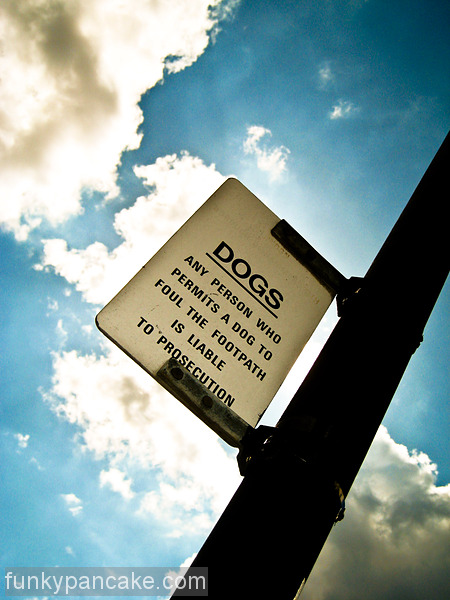 DOGS
ANY PERSON WHO
PERMITS A DOG TO
FOUL THE FOOTPATH
IS LIABLE
TO PROSECUTION
funkypancake.com